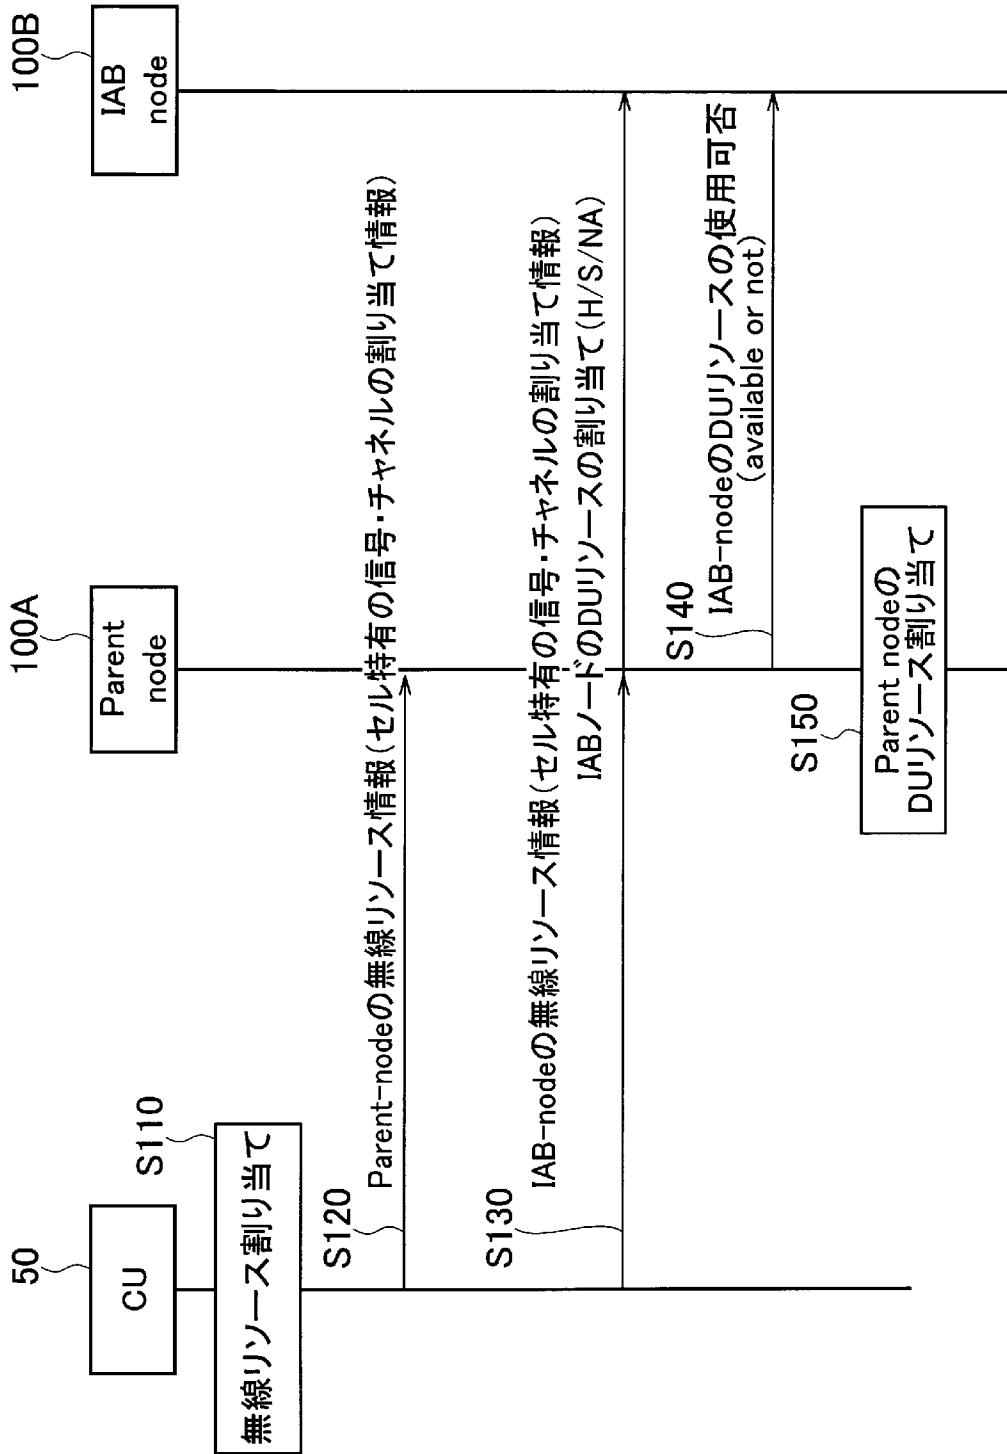 50
CU
100A
Parent
node
100B
IAB
node
S110
無線リソース割り当て
S120
Parent-nodeの無線リソース情報(セル特有の信号・チャネルの割り当て情報)
S130
IAB-nodeの無線リソース情報(セル特有の信号・チャネルの割り当て情報)
IABノードのDUリソースの割り当て(H/S/NA)
S140
IAB-nodeのDUリソースの使用可否
(available or not)
S150
Parent nodeの
DUリソース割り当て